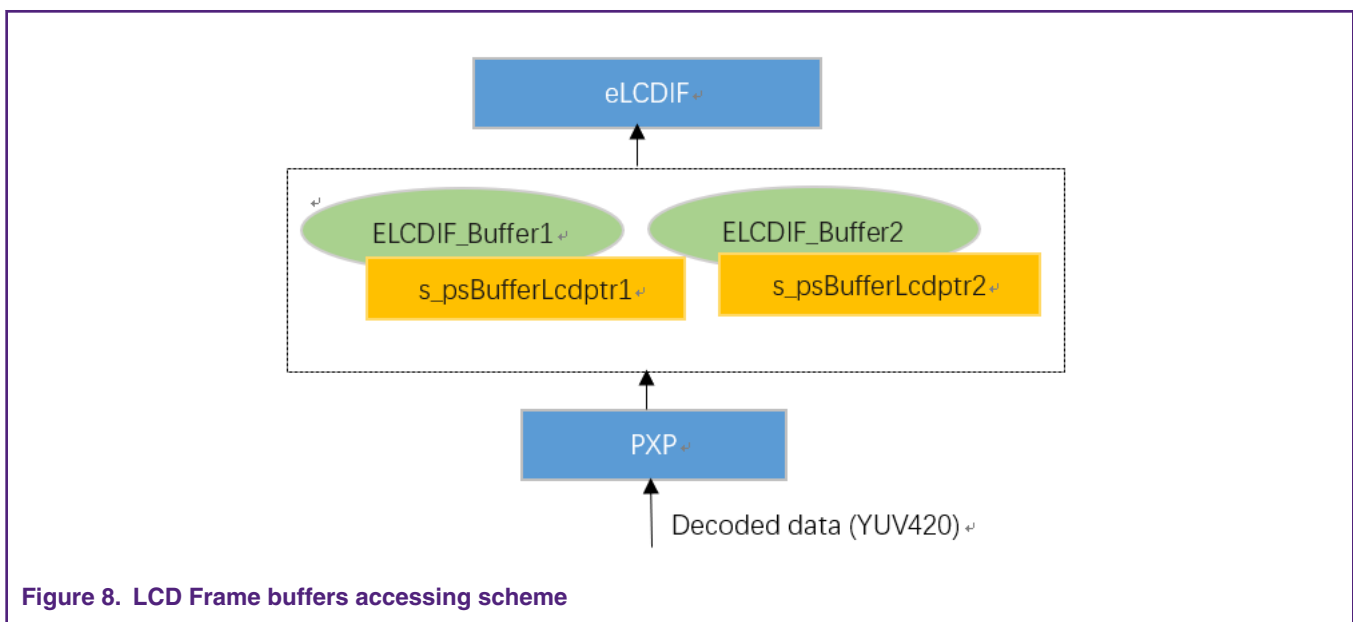 eLCDIF
ELCDIF_Buffer1
ELCDIF_Buffer2
s_psBufferLcdptr1
s_psBufferLcdptr2
PXP
Decoded data (YUV420)
Figure 8. LCD Frame buffers accessing scheme